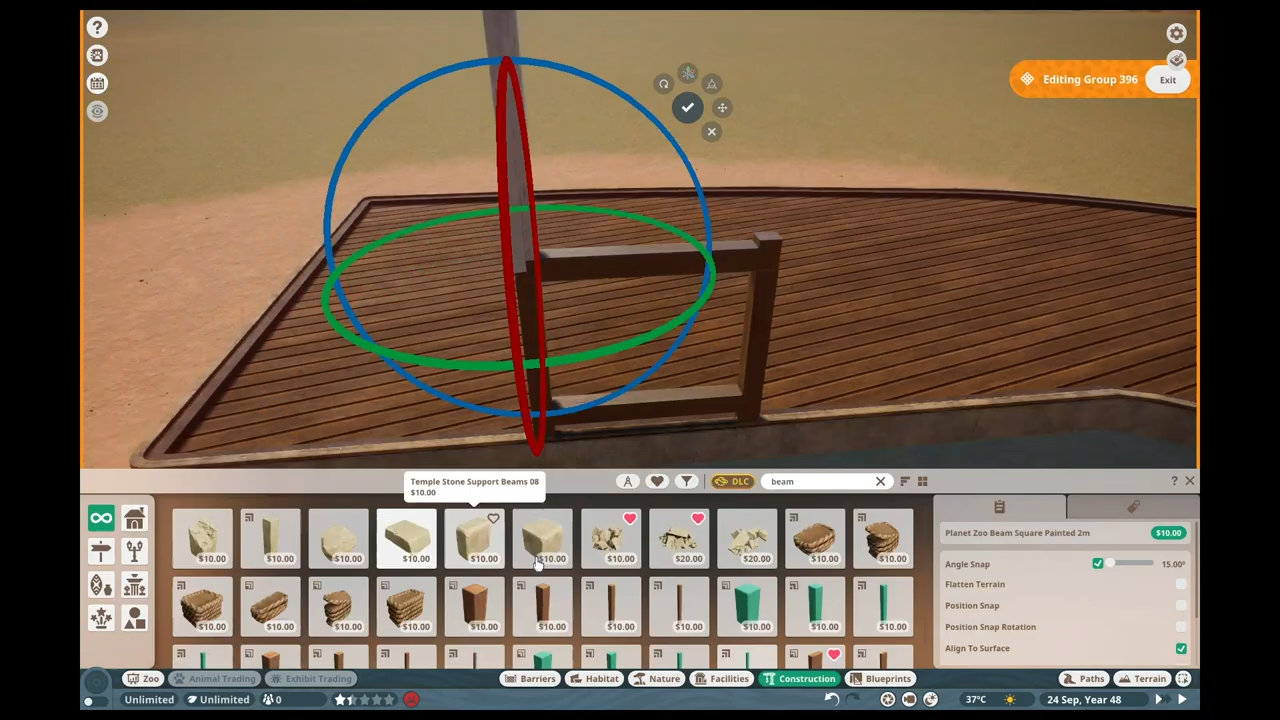 ?
Editing Group 396
Exit
Temple Stone Support Beams 08
$10.00
DLC
beam
?
$10.00 $10.00 $10.00 $10.00 $10.00 $10.00 $10.00 $20.00 $20.00 $10.00 $10.00
Planet Zoo Beam Square Painted 2m $10.00
Angle Snap 15.00°
Flatten Terrain
Position Snap
Position Snap Rotation
Align To Surface
$10.00 $10.00 $10.00 $10.00 $10.00 $10.00 $10.00 $10.00 $10.00 $10.00 $10.00
Zoo Animal Trading Exhibit Trading Barriers Habitat Nature Facilities Construction Blueprints Paths Terrain
Unlimited Unlimited 0 37°C 24 Sep, Year 48